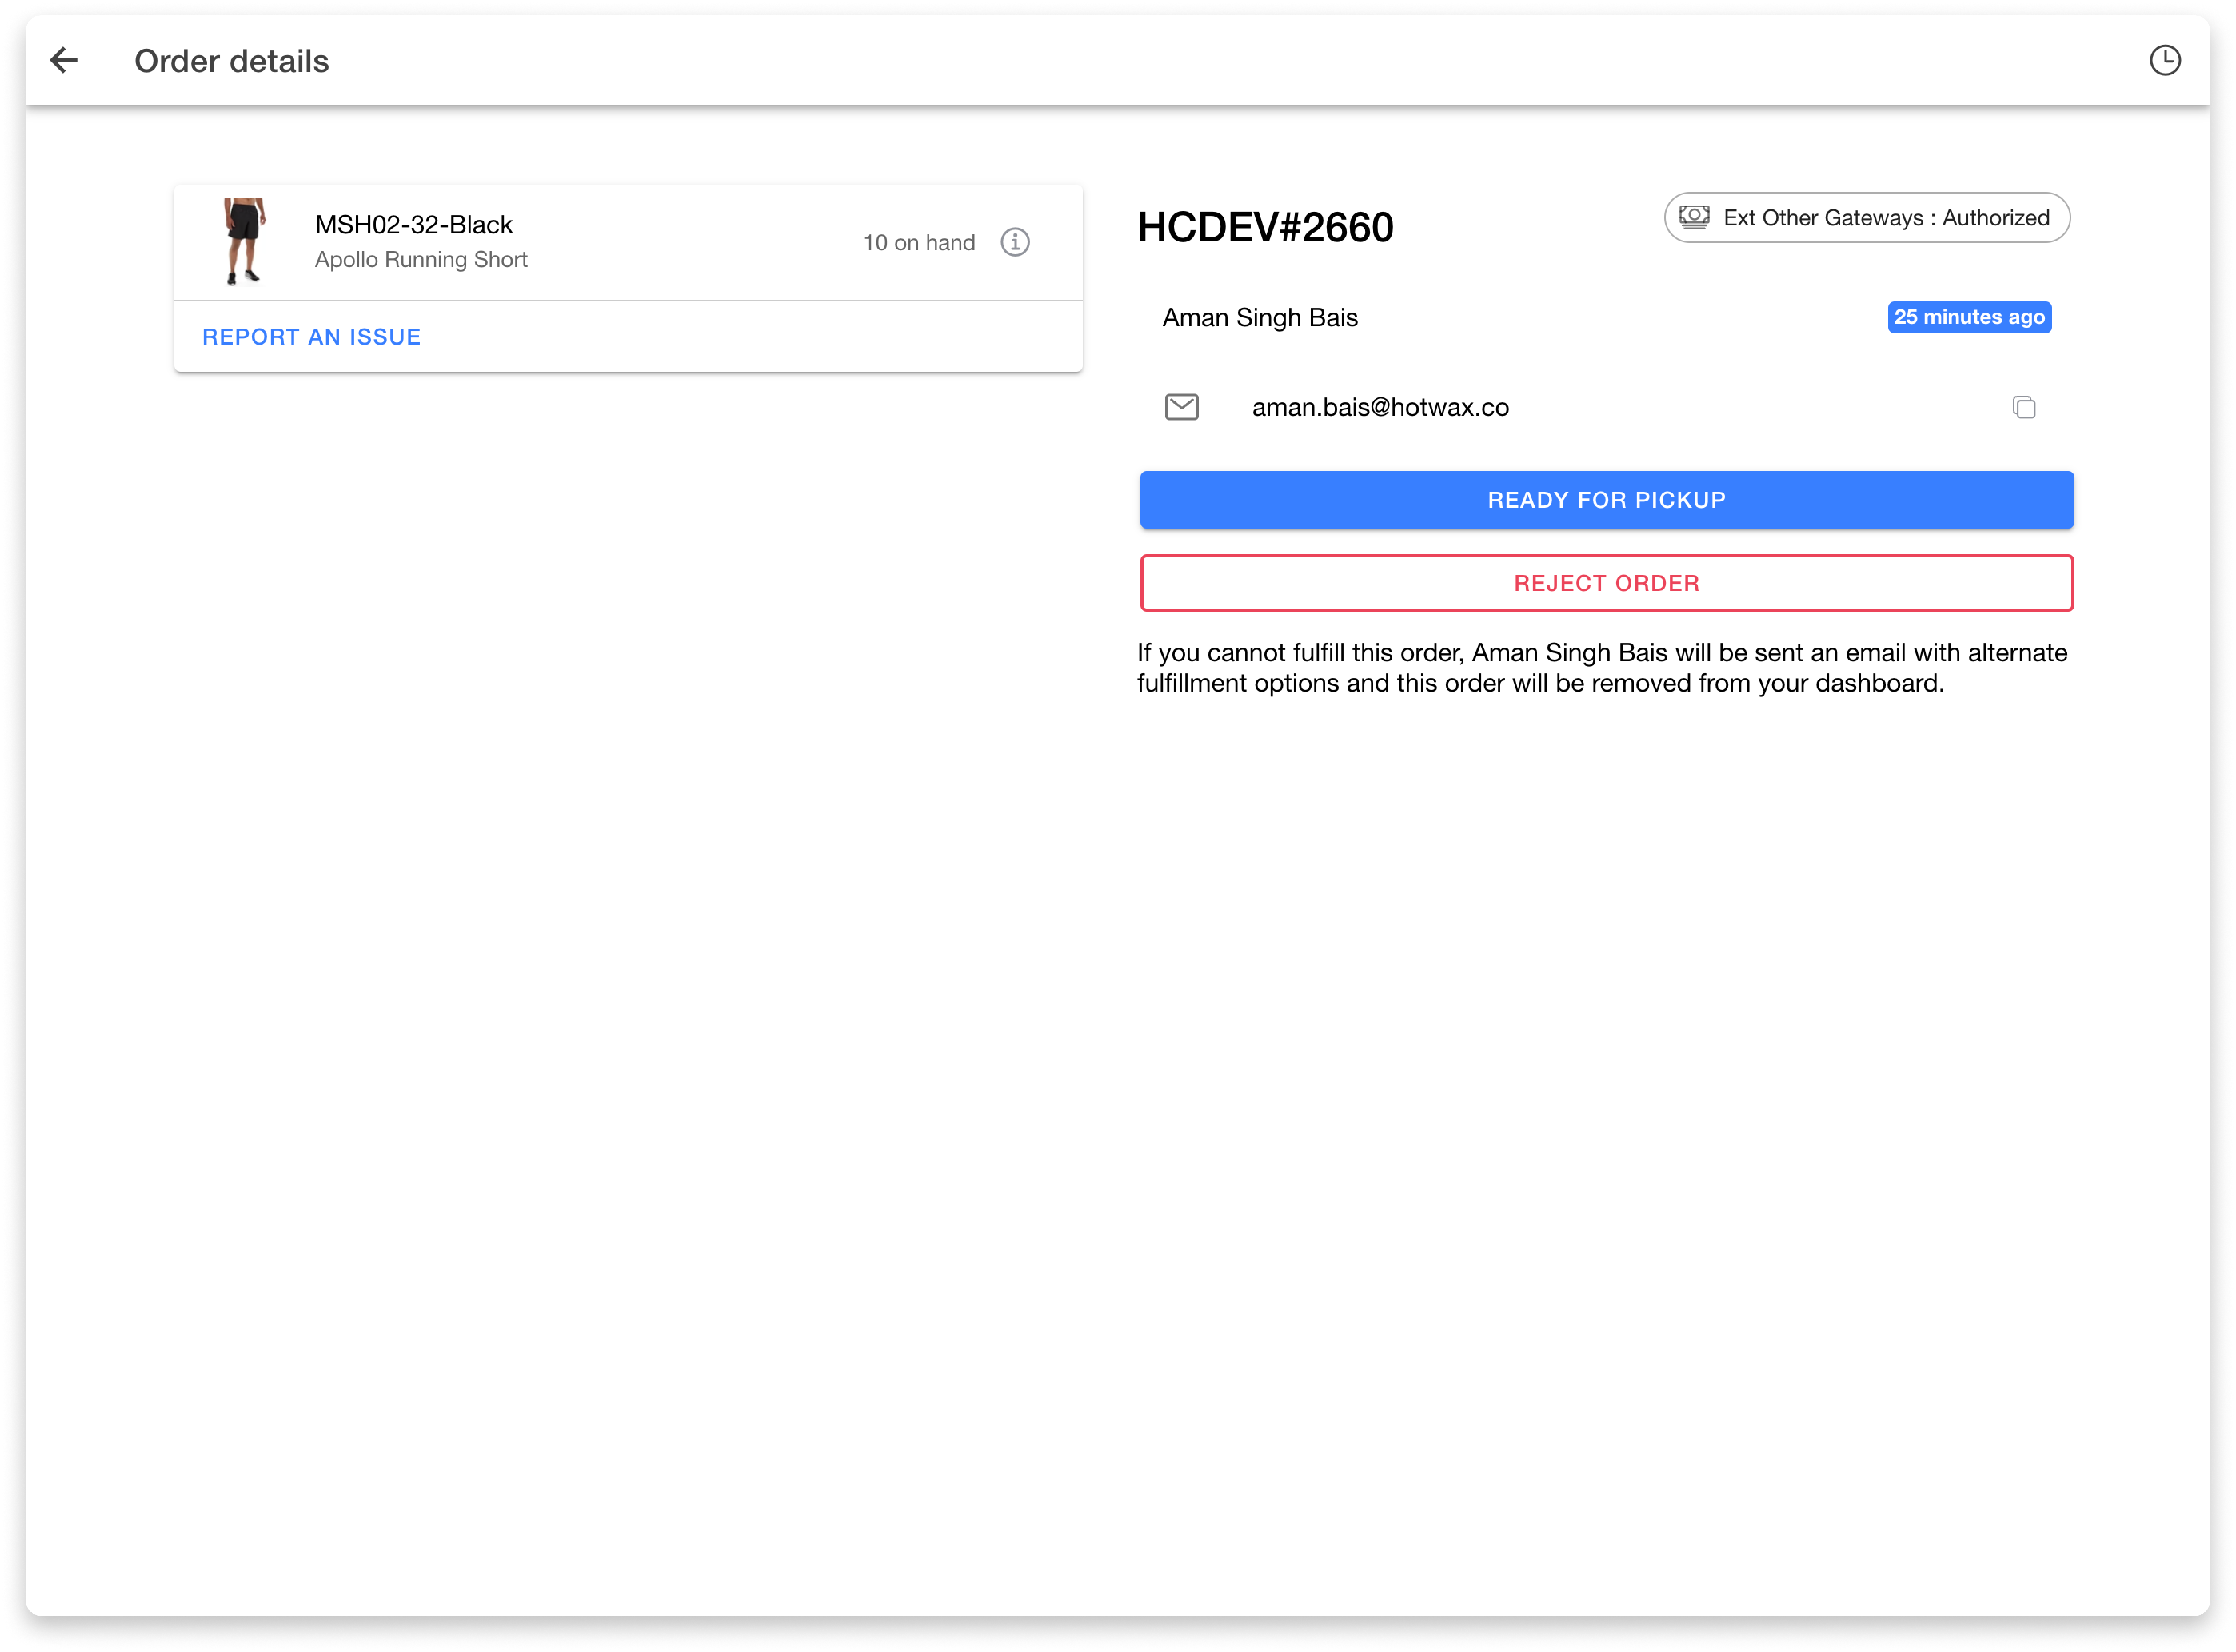 Order details
MSH02-32-Black
Apollo Running Short
10 on hand
REPORT AN ISSUE
HCDEV#2660
Ext Other Gateways : Authorized
Aman Singh Bais
25 minutes ago
aman.bais@hotwax.co
READY FOR PICKUP
REJECT ORDER
If you cannot fulfill this order, Aman Singh Bais will be sent an email with alternate
fulfillment options and this order will be removed from your dashboard.